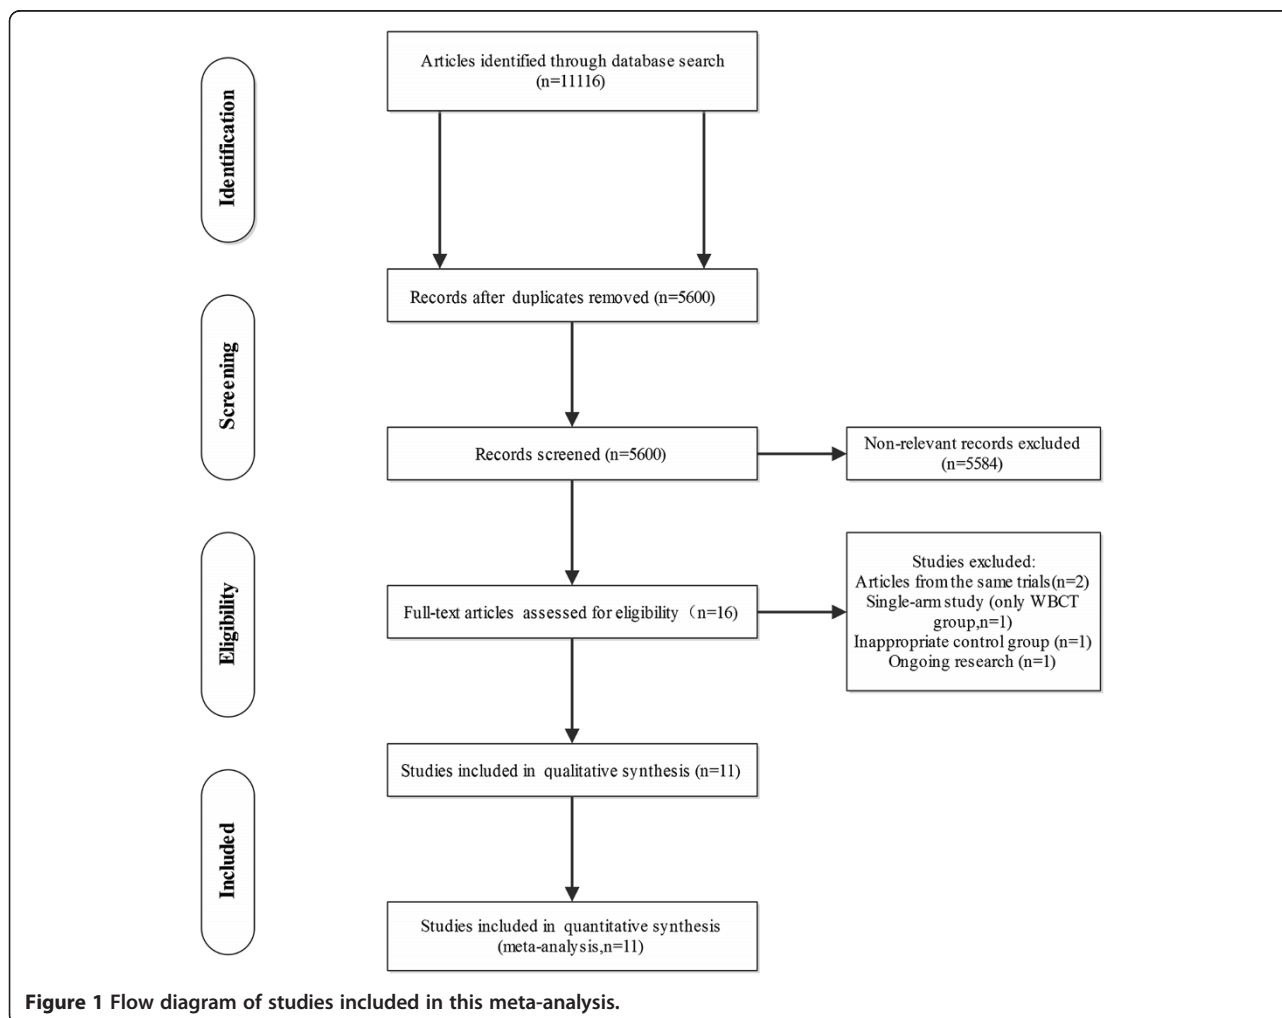 Identification
Articles identified through database search
(n=11116)
Records after duplicates removed (n=5600)
Screening
Records screened (n=5600)
Non-relevant records excluded
(n=5584)
Eligibility
Full-text articles assessed for eligibility（n=16)
Studies excluded:
Articles from the same trials(n=2)
Single-arm study (only WBCT
group,n=1)
Inappropriate control group (n=1)
Ongoing research (n=1)
Studies included in qualitative synthesis (n=11)
Included
Studies included in quantitative synthesis
(meta-analysis,n=11)
Figure 1 Flow diagram of studies included in this meta-analysis.